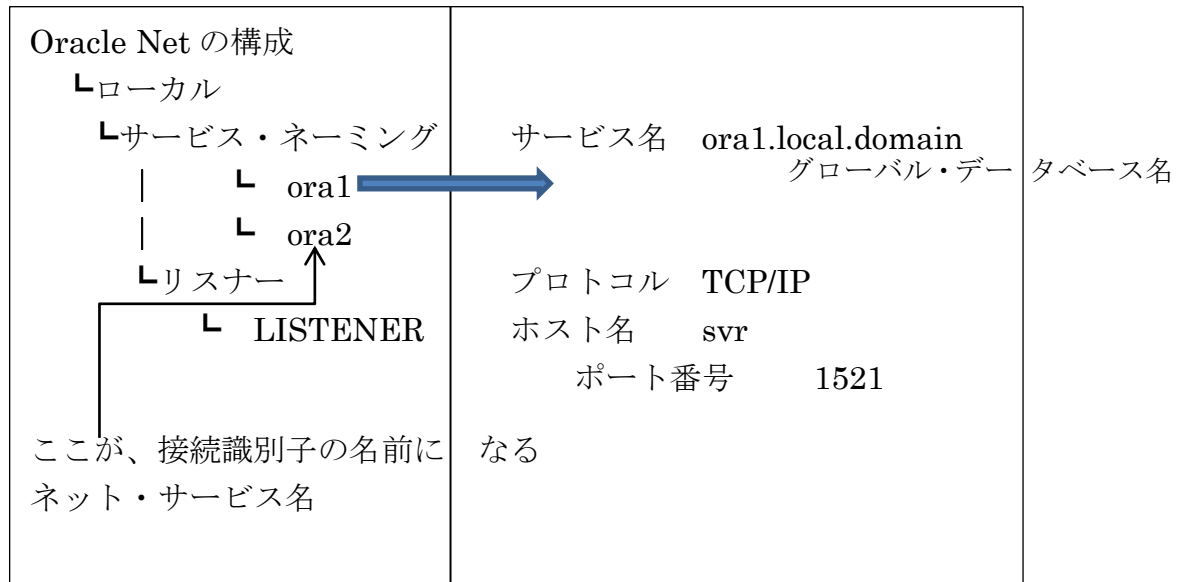 Oracle Net の構成
┗ローカル
┗サービス・ネーミング
サービス名 ora1.local.domain
グローバル・データベース名
｜ ┗ ora1
｜ ┗ ora2
┗リスナー
プロトコル TCP/IP
┗ LISTENER
ホスト名 svr
ポート番号 1521
ここが、接続識別子の名前になる
ネット・サービス名